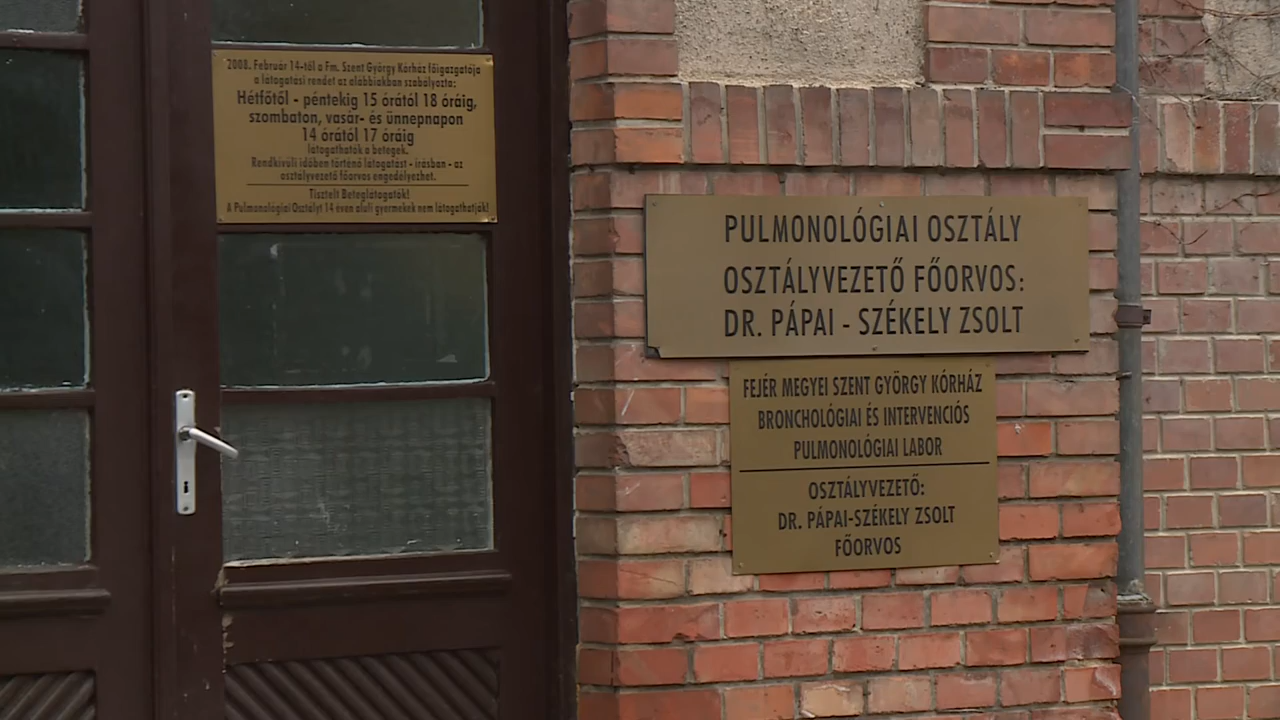 2008. Február 14-től a Fm. Szent György Kórház főigazgatója
a látogatási rendet az alábbiakban szabályozta:
Hétfőtől - péntekig 15 órától 18 óráig,
szombaton, vasár- és ünnepnapon
14 órától 17 óráig
látogathatók a betegek.
Rendkívüli időben történő látogatást - írásban - az
osztályvezető főorvos engedélyezhet.
Tisztelt Beteglátogatók!
A Pulmonológiai Osztályt 14 éven aluli gyermekek nem látogathatják!
PULMONOLÓGIAI OSZTÁLY
OSZTÁLYVEZETŐ FŐORVOS:
DR. PÁPAI - SZÉKELY ZSOLT
FEJÉR MEGYEI SZENT GYÖRGY KÓRHÁZ
BRONCHOLÓGIAI ÉS INTERVENCIÓS
PULMONOLÓGIAI LABOR
OSZTÁLYVEZETŐ:
DR. PÁPAI-SZÉKELY ZSOLT
FŐORVOS